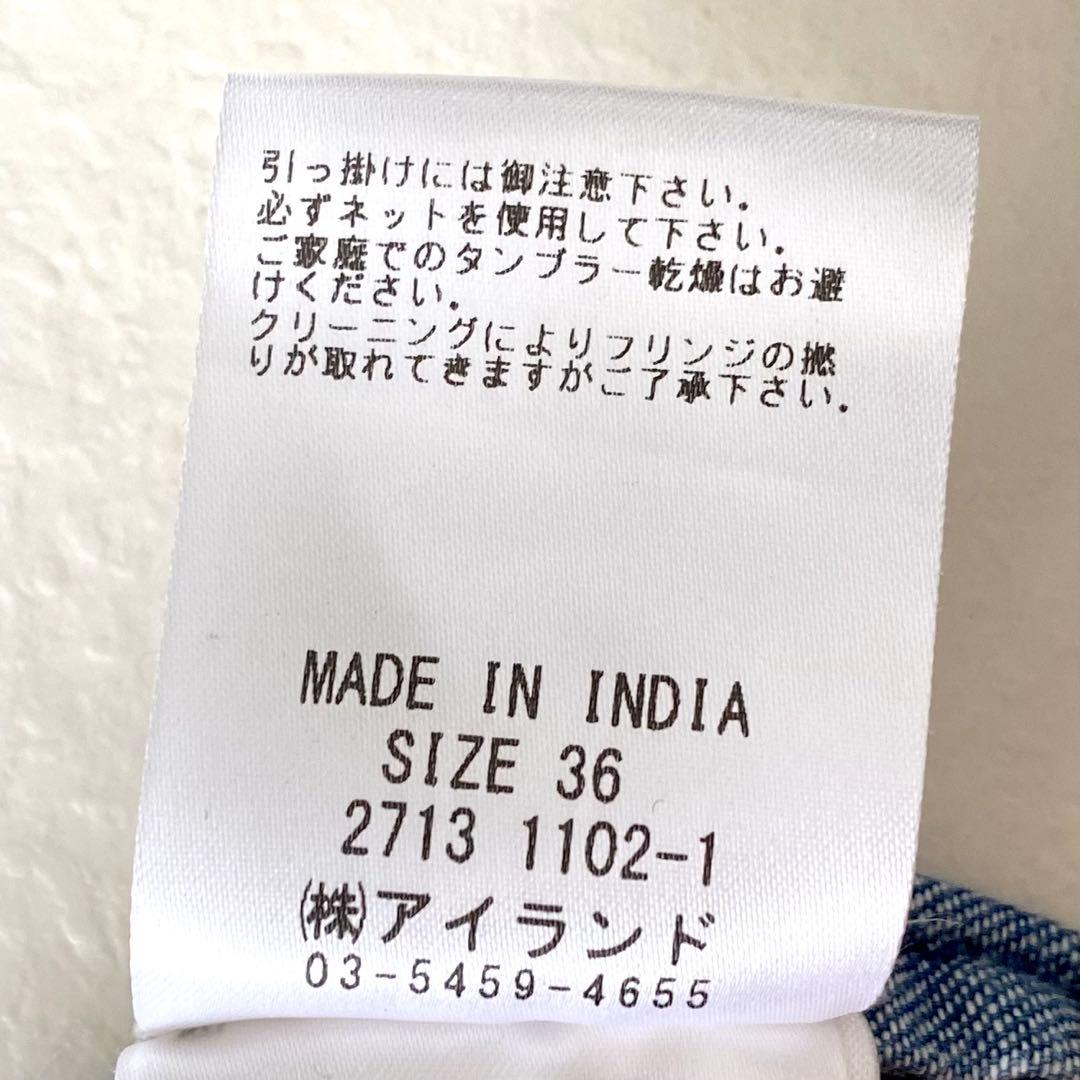 引っ掛けには御注意下さい.
必ずネットを使用して下さい.
ご家庭でのタンブラー乾燥はお避
けください.
クリーニングによりフリンジの撚
りが取れてきますがご了承下さい.
MADE IN INDIA
SIZE 36
2713 1102-1
(株)アイランド
03-5459-4655